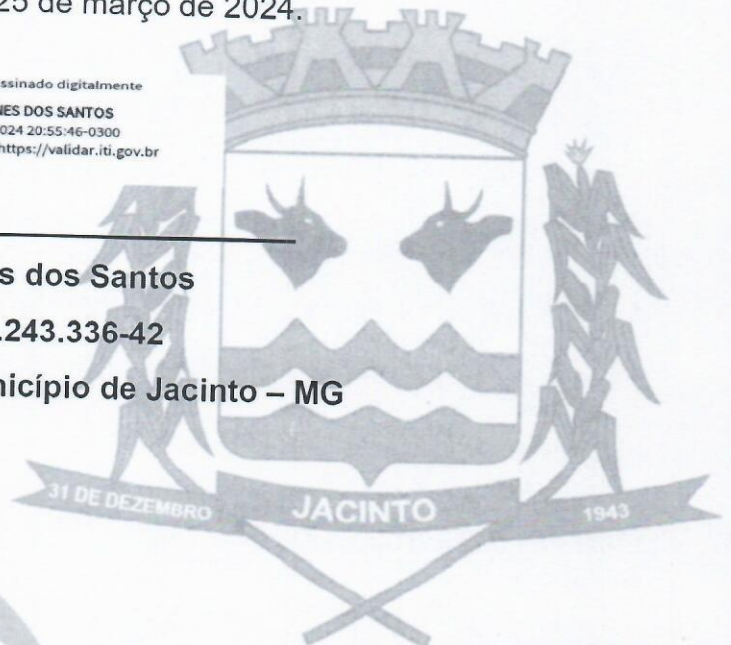 25 de março de 2024.
ssinado digitalmente
NES DOS SANTOS
024 20:55:46-0300
https://validar.iti.gov.br
s dos Santos
.243.336-42
nicípio de Jacinto – MG
31 DE DEZEMBRO
JACINTO
1943